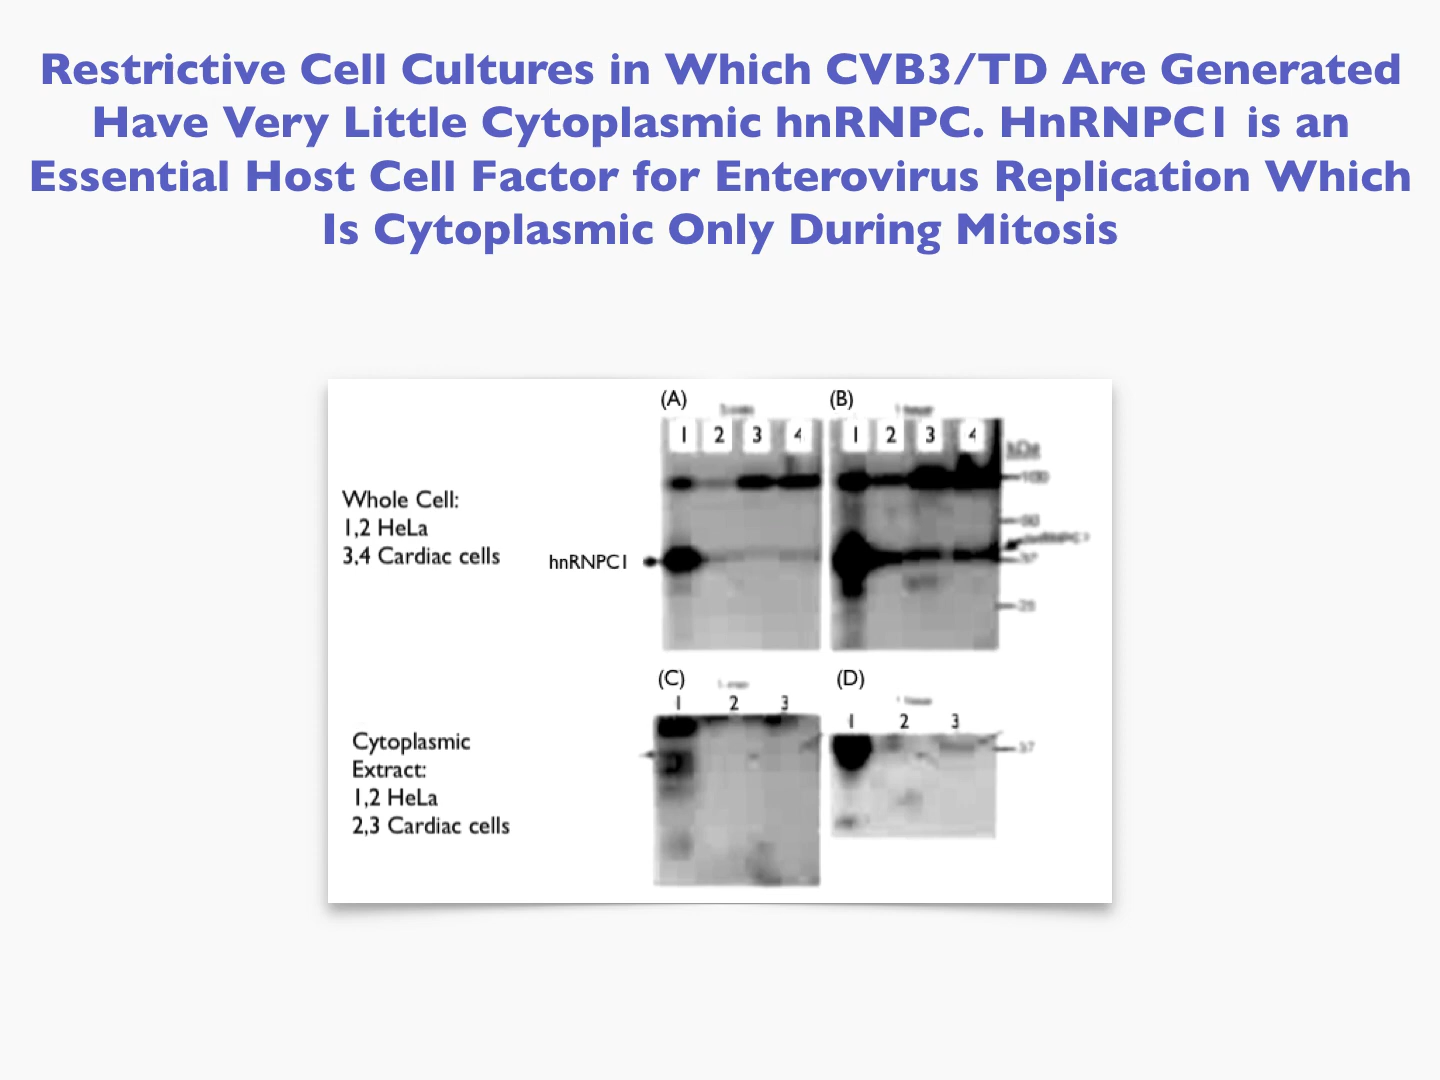 Restrictive Cell Cultures in Which CVB3/TD Are Generated
Have Very Little Cytoplasmic hnRNPC. HnRNPC1 is an
Essential Host Cell Factor for Enterovirus Replication Which
Is Cytoplasmic Only During Mitosis
(A)
(B)
1 2 3 4
1 2 3 4
kDa
Whole Cell:
1,2 HeLa
3,4 Cardiac cells
hnRNPC1
100
37
25
(C)
(D)
1 2 3
1 2 3
37
Cytoplasmic
Extract:
1,2 HeLa
2,3 Cardiac cells